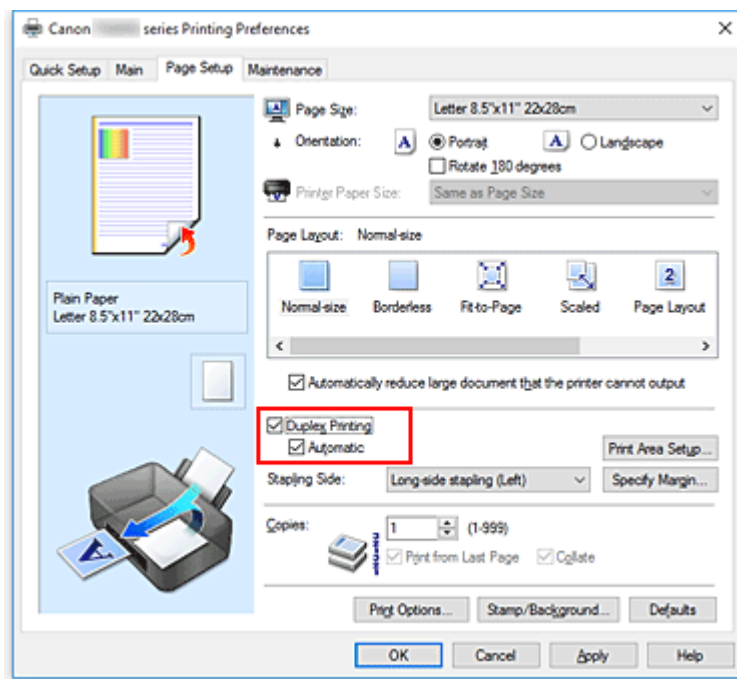 Canon series Printing Preferences
Quick Setup Main Page Setup Maintenance
Page Size: Letter 8.5"x11" 22x28cm
Orientation: A Portrait A Landscape
Rotate 180 degrees
Printer Paper Size: Same as Page Size
Page Layout: Normal-size
2
Normal-size Borderless Fit-to-Page Scaled Page Layout
Plain Paper
Letter 8.5"x11" 22x28cm
Automatically reduce large document that the printer cannot output
Duplex Printing
Automatic
Print Area Setup...
Stapling Side: Long-side stapling (Left) Specify Margin...
Copies: 1 (1-999)
Print from Last Page Collate
A
Print Options... Stamp/Background... Defaults
OK Cancel Apply Help